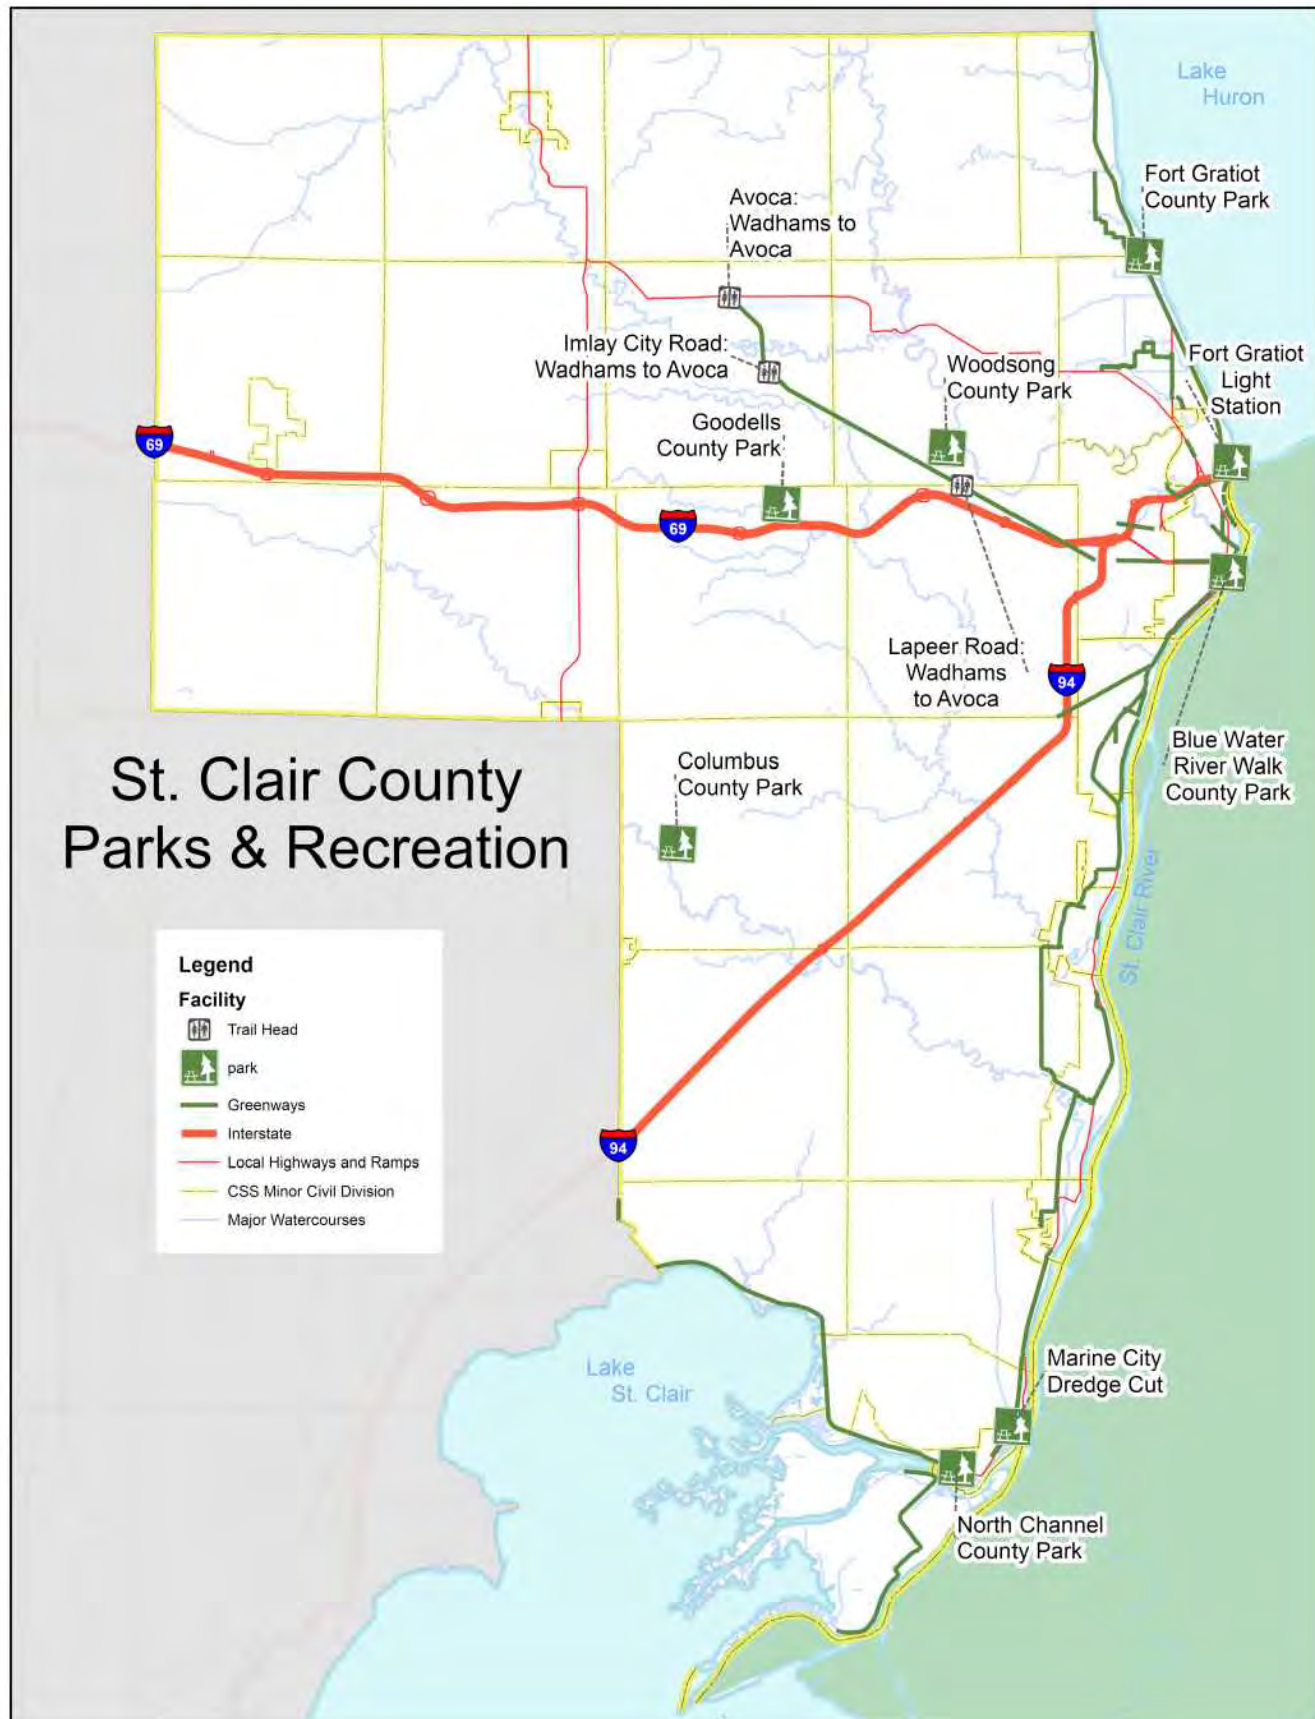 Lake
Huron
Fort Gratiot
County Park
Avoca:
Wadhams to
Avoca
Imlay City Road:
Wadhams to Avoca
Woodsong
County Park
Fort Gratiot
Light
Station
Goodells
County Park
69
69
Lapeer Road:
Wadhams
to Avoca
94
Blue Water
River Walk
County Park
Columbus
County Park
St. Clair County
Parks & Recreation
St. Clair River
Legend
Facility
Trail Head
park
Greenways
Interstate
Local Highways and Ramps
CSS Minor Civil Division
Major Watercourses
94
Lake
St. Clair
Marine City
Dredge Cut
North Channel
County Park